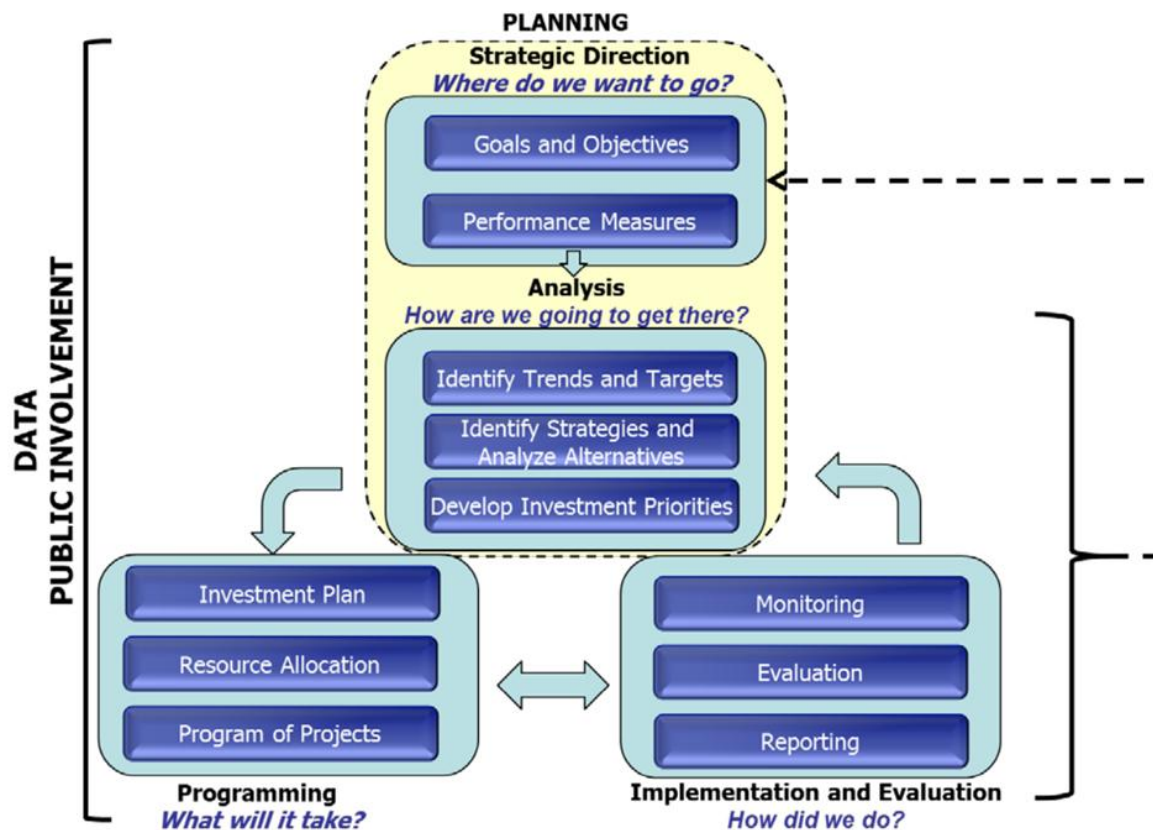 PLANNING
Strategic Direction
Where do we want to go?
Goals and Objectives
Performance Measures
Analysis
How are we going to get there?
Identify Trends and Targets
Identify Strategies and
Analyze Alternatives
Develop Investment Priorities
DATA
PUBLIC INVOLVEMENT
Investment Plan
Resource Allocation
Program of Projects
Programming
What will it take?
Monitoring
Evaluation
Reporting
Implementation and Evaluation
How did we do?